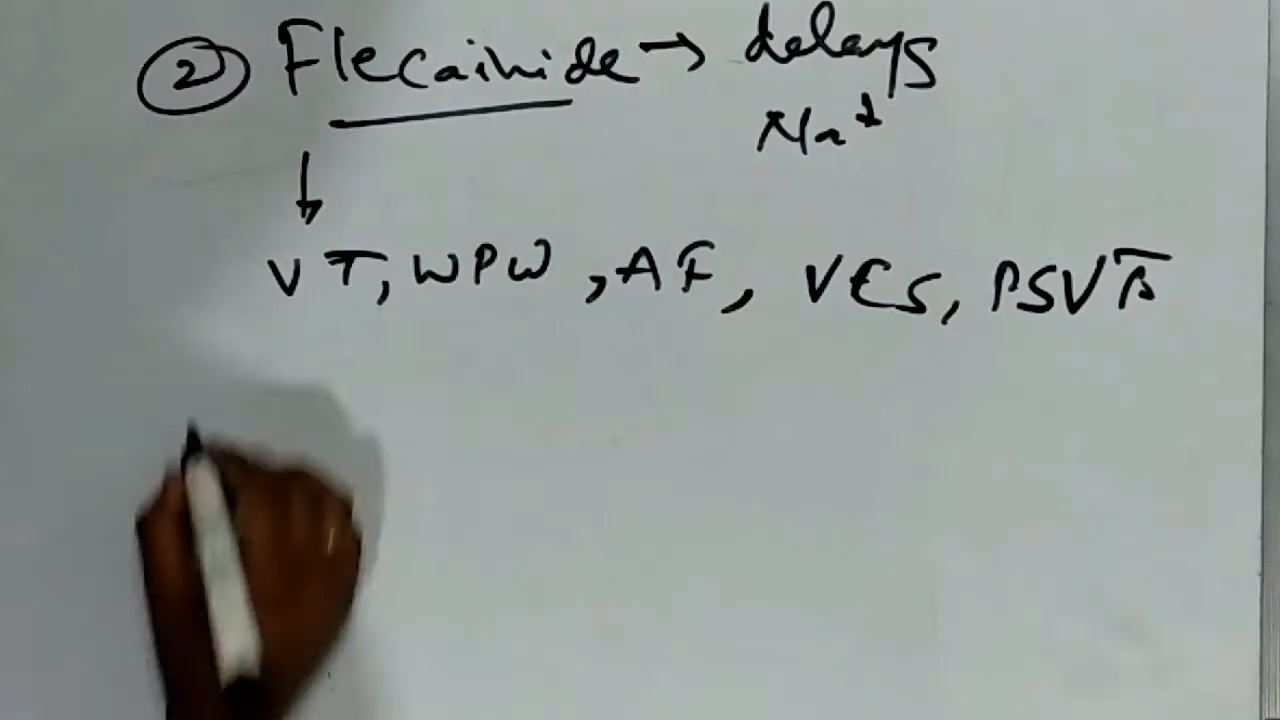 ② Flecainide → delays
Na⁺
↓
VT, WPW, AF, VES, PSVT